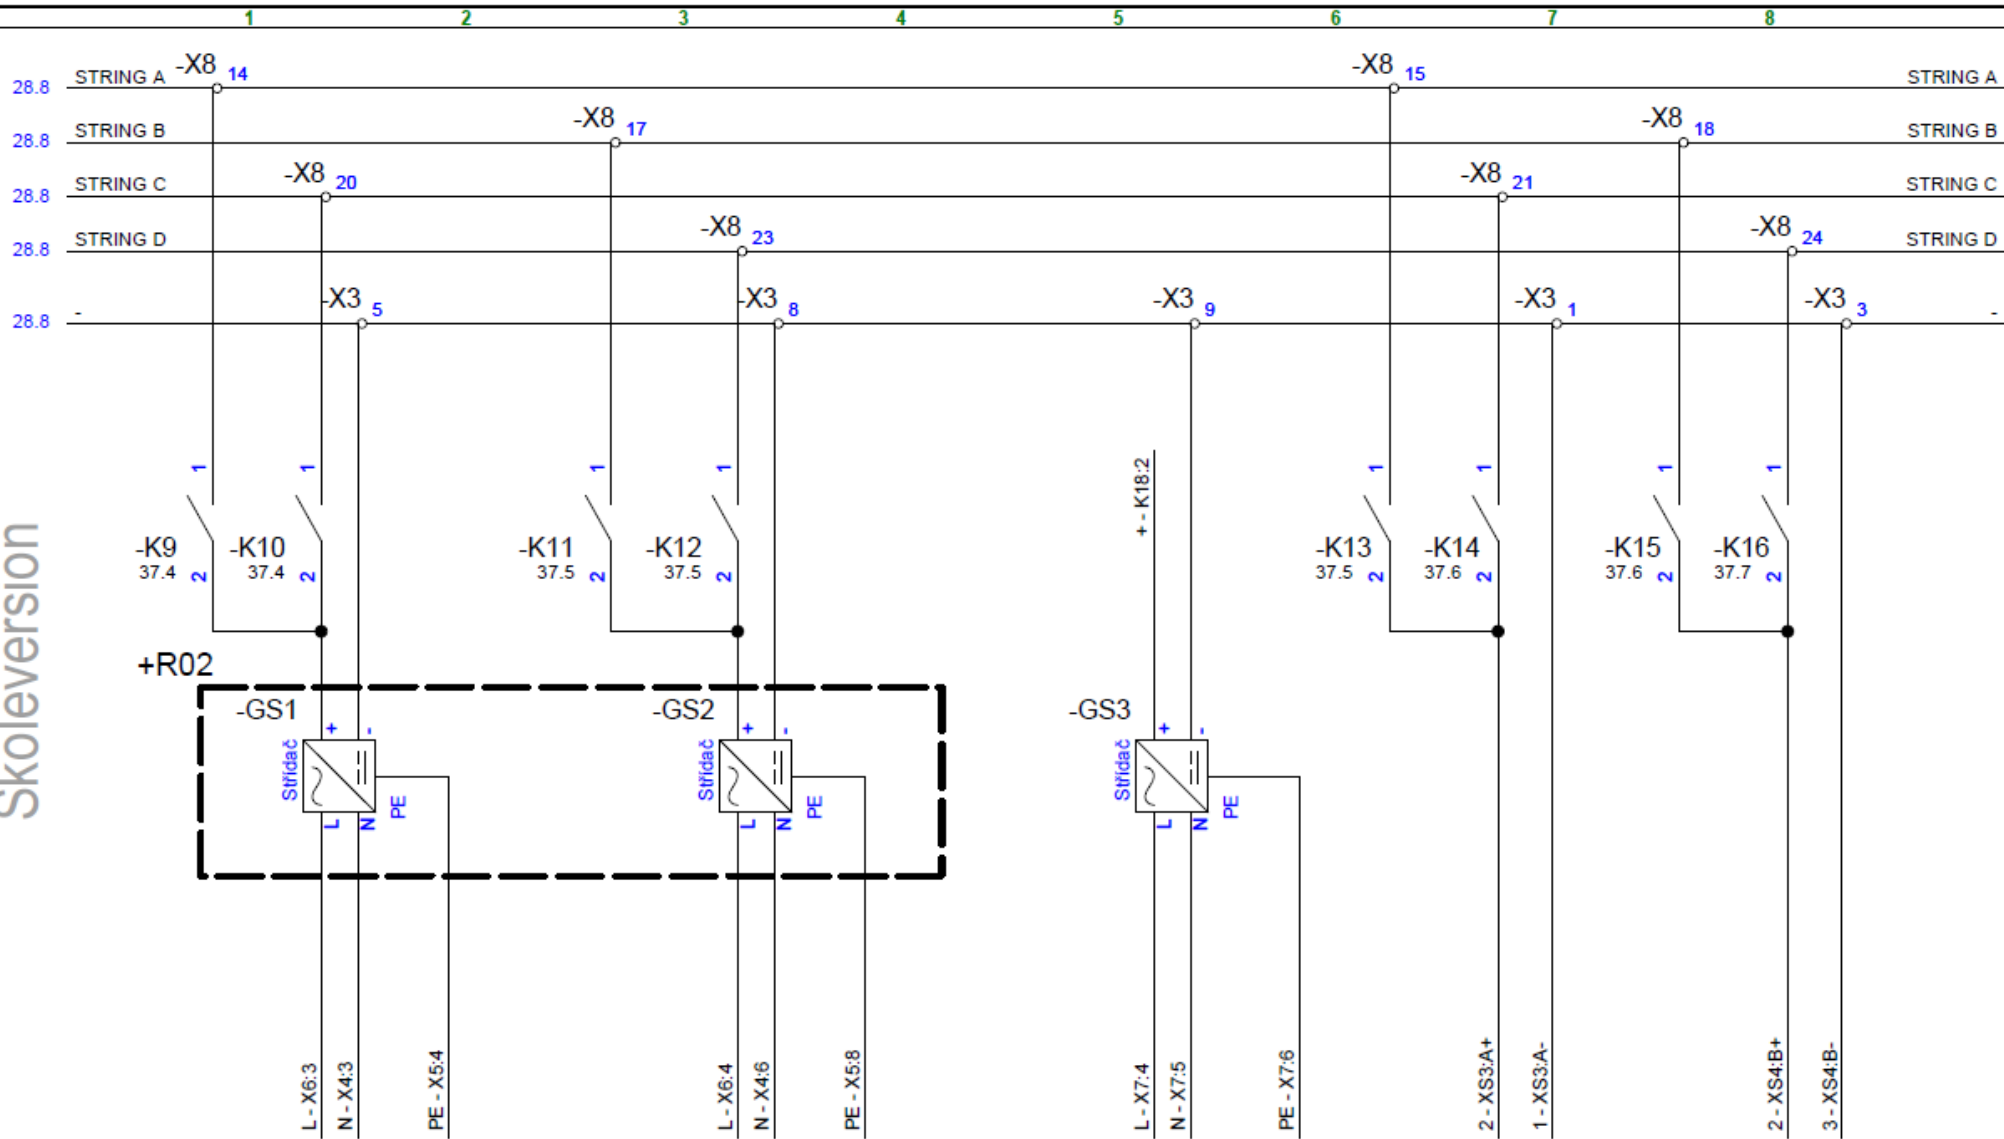 1 2 3 4 5 6 7 8
28.8 STRING A -X8 14 -X8 15 STRING A
28.8 STRING B -X8 17 -X8 18 STRING B
28.8 STRING C -X8 20 -X8 21 STRING C
28.8 STRING D -X8 23 -X8 24 STRING D
28.8 - -X3 5 -X3 8 -X3 9 -X3 1 -X3 3 -
1 1 1 1 + - K18:2 1 1 1 1
-K9 -K10 -K11 -K12 -K13 -K14 -K15 -K16
37.4 2 37.4 2 37.5 2 37.5 2 37.5 2 37.6 2 37.6 2 37.7 2
Skoleversion
+R02
-GS1 + - -GS2 + - -GS3 + -
Střídač Střídač Střídač
L N PE L N PE L N PE
L - X6:3
N - X4:3
PE - X5:4
L - X6:4
N - X4:6
PE - X5:8
L - X7:4
N - X7:5
PE - X7:6
2 - XS3:A+
1 - XS3:A-
2 - XS4:B+
3 - XS4:B-